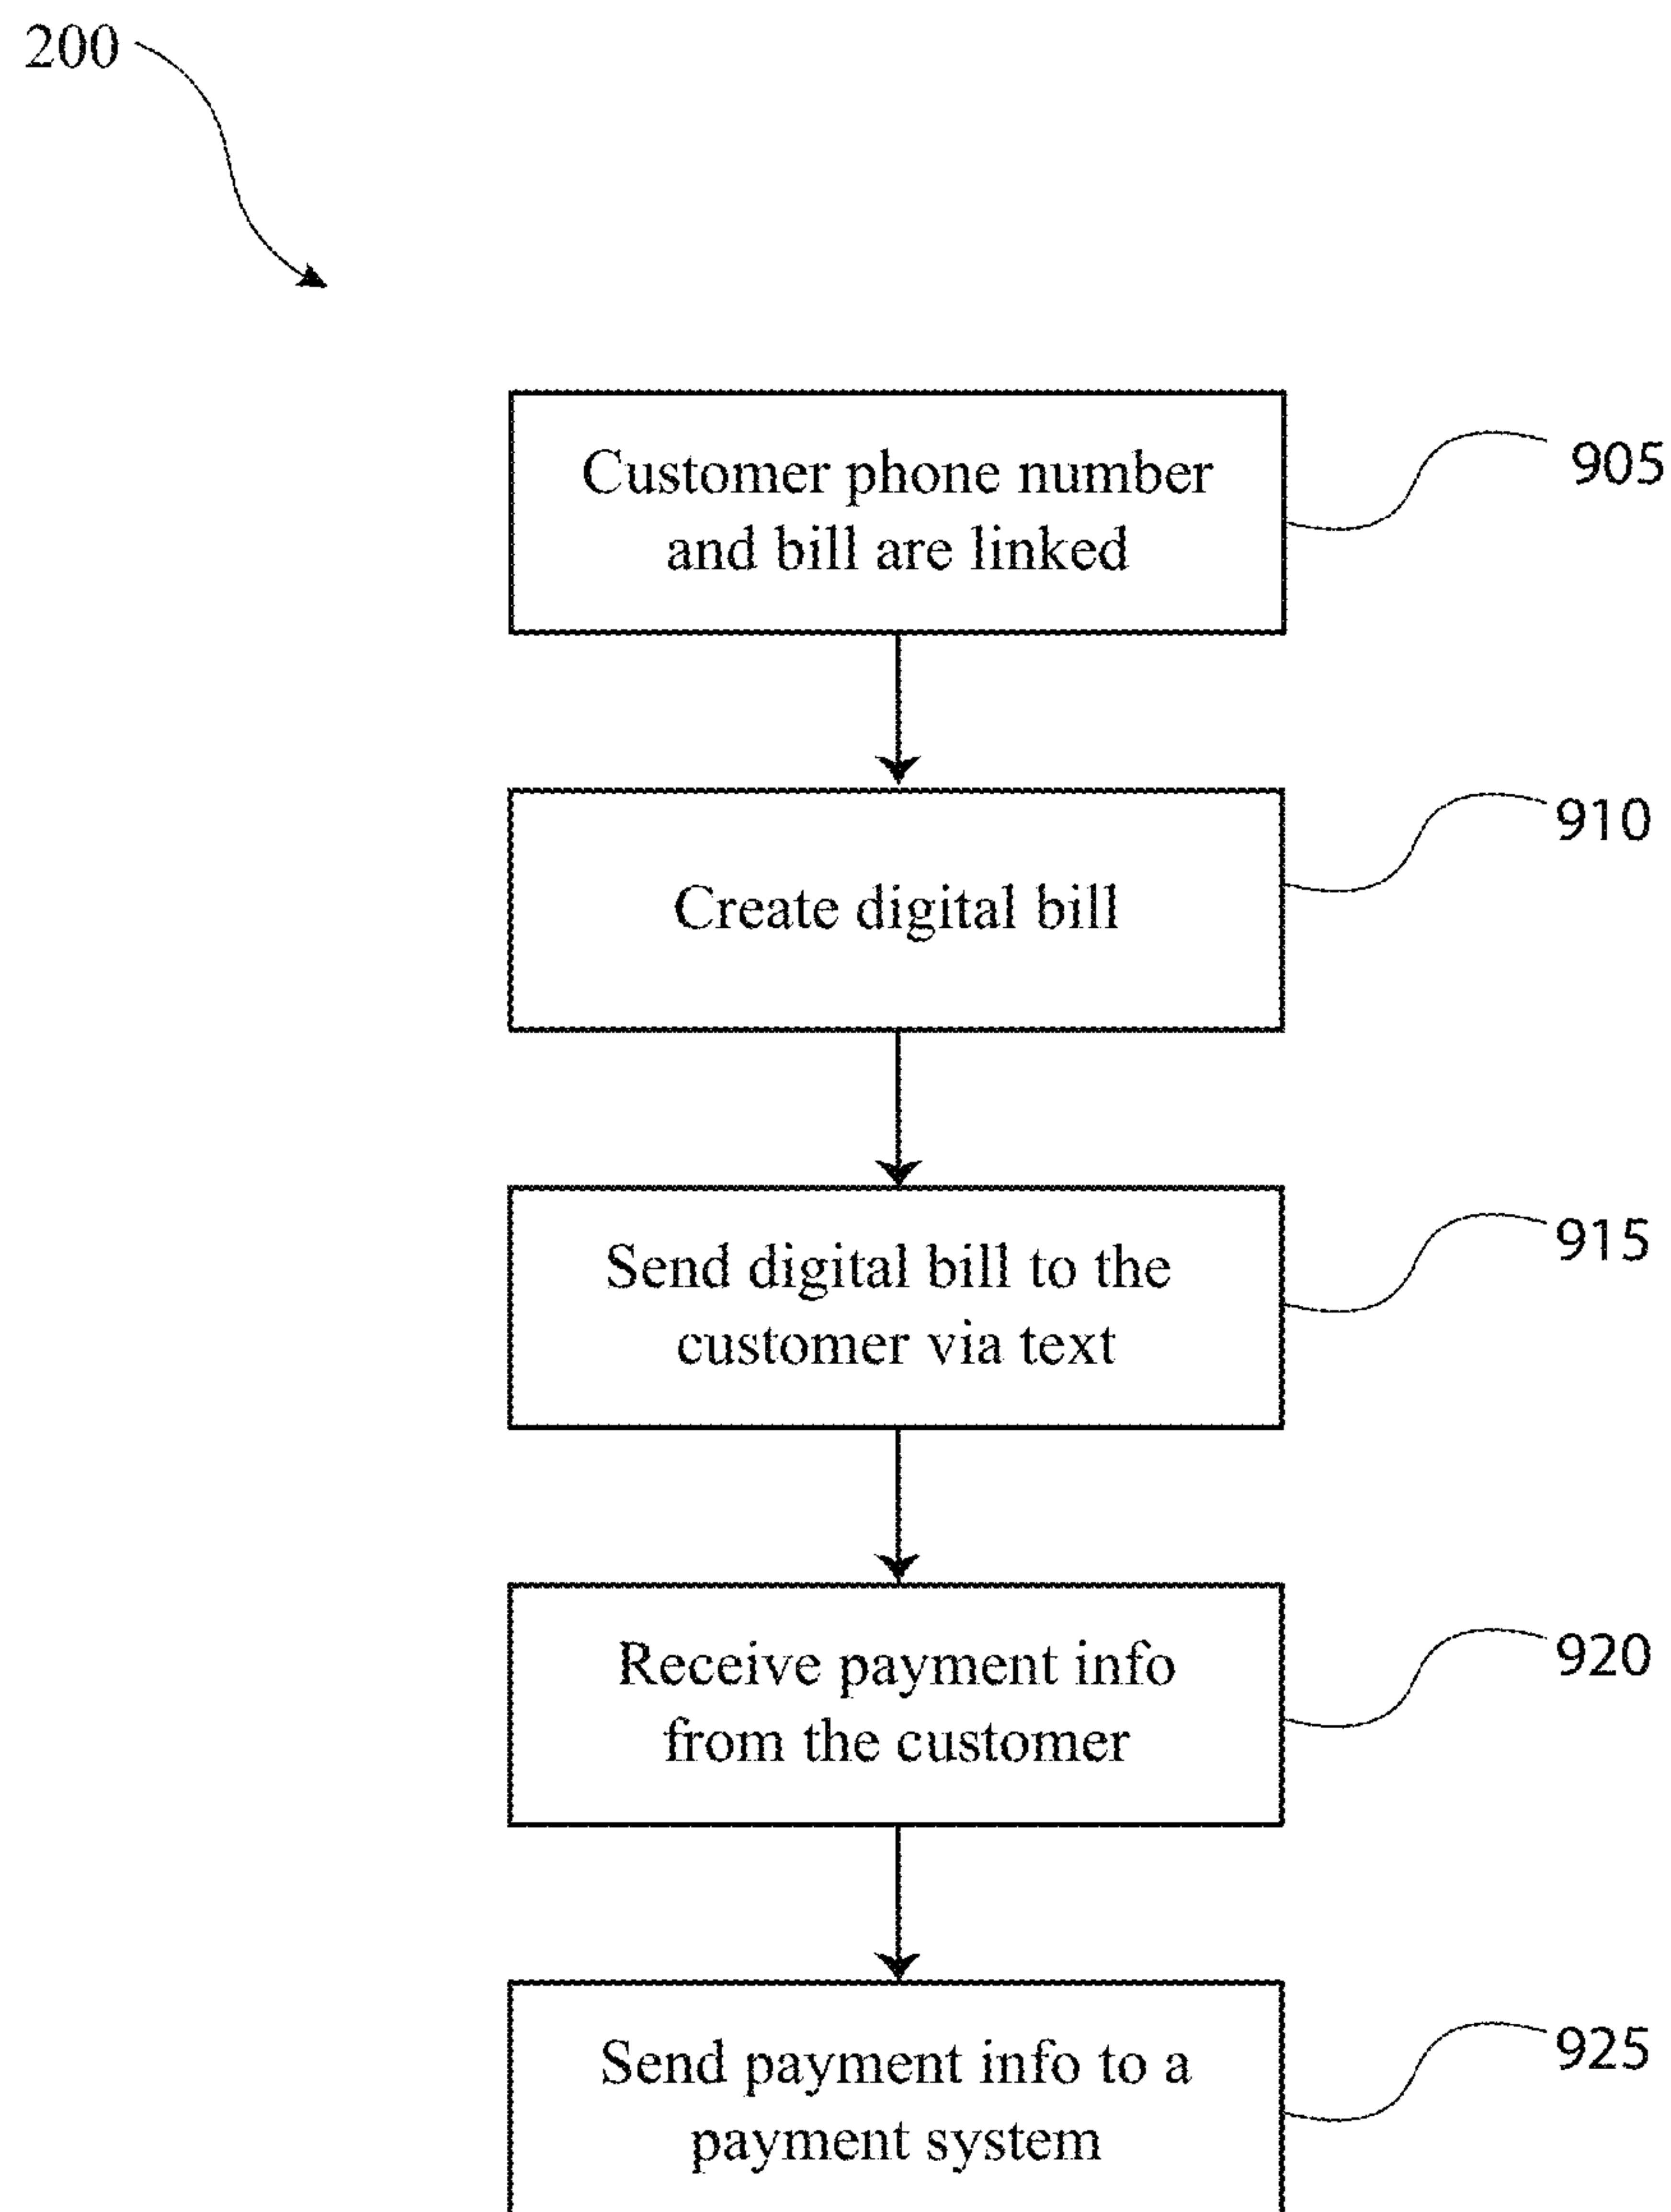 200
Customer phone number
and bill are linked
905
Create digital bill
910
Send digital bill to the
customer via text
915
Receive payment info
from the customer
920
Send payment info to a
payment system
925